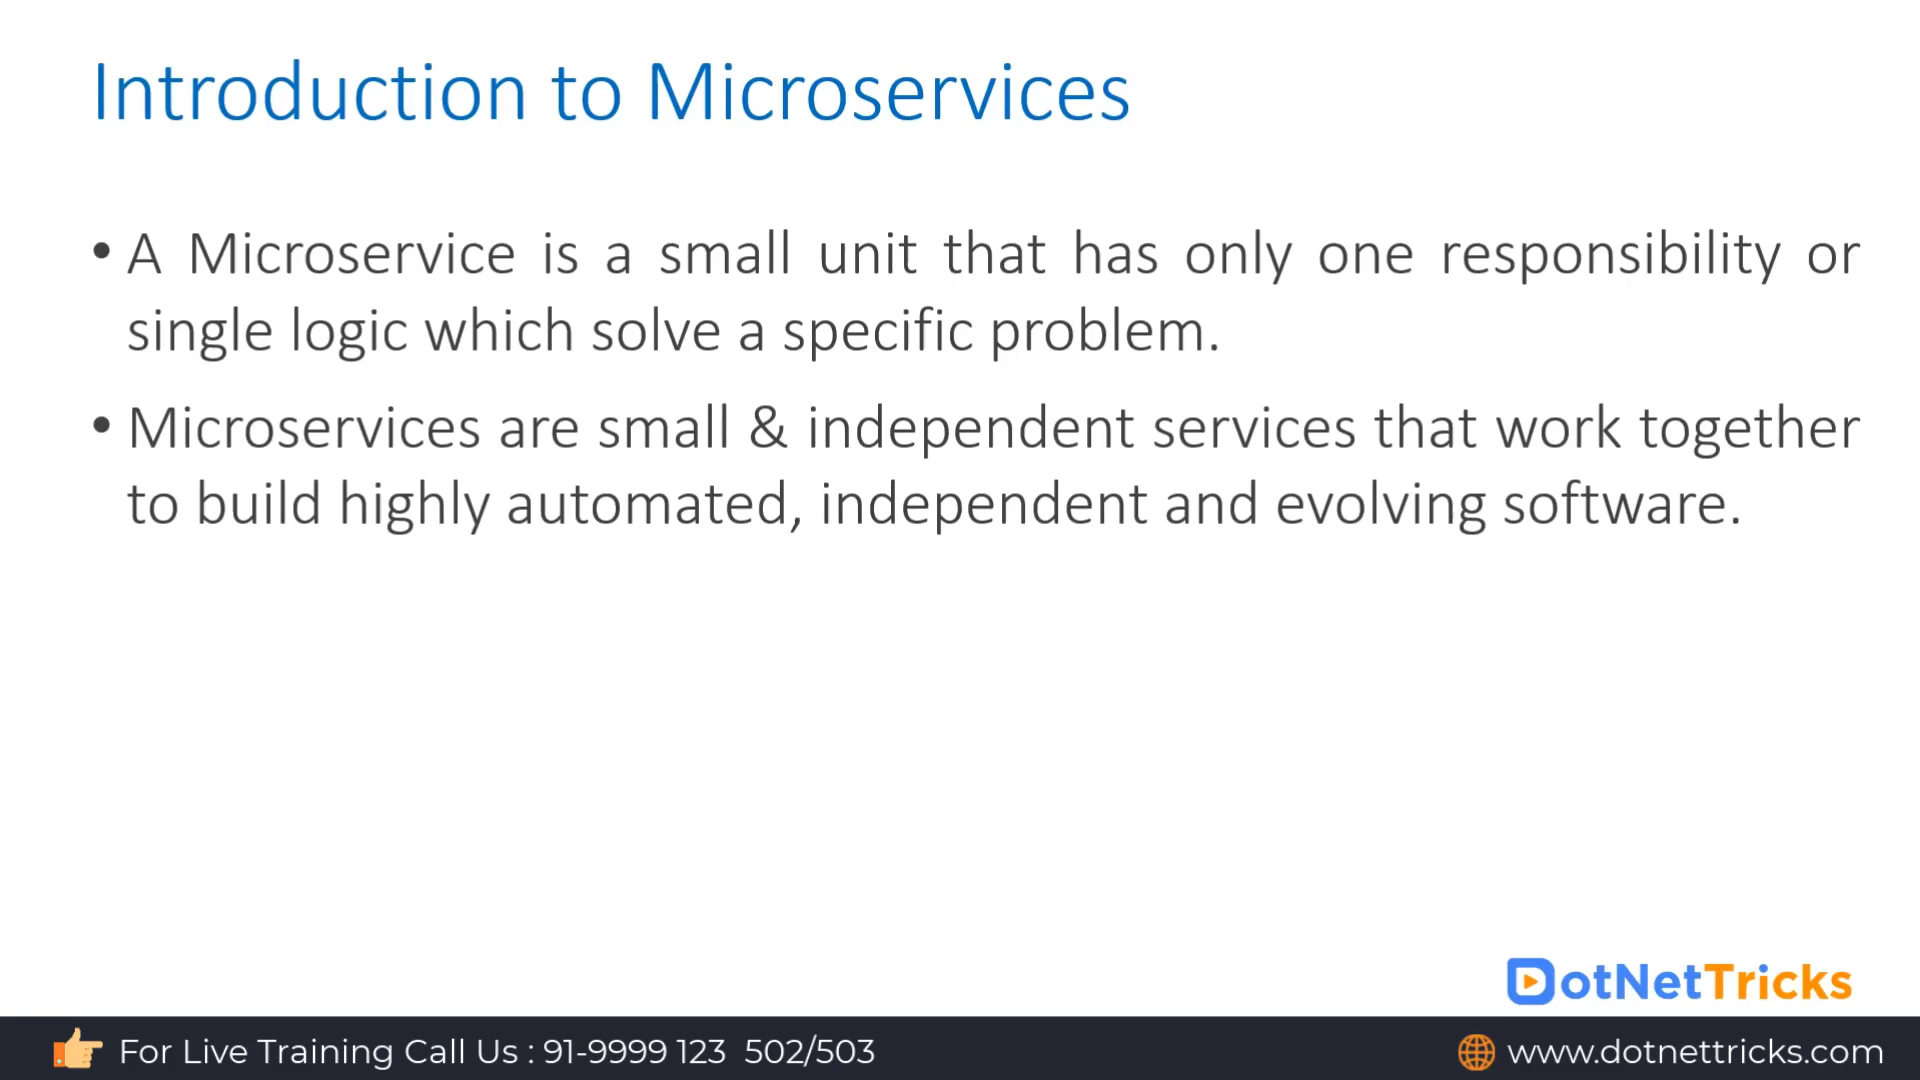 Introduction to Microservices
• A Microservice is a small unit that has only one responsibility or
single logic which solve a specific problem.
• Microservices are small & independent services that work together
to build highly automated, independent and evolving software.
DotNetTricks
For Live Training Call Us : 91-9999 123 502/503
www.dotnettricks.com